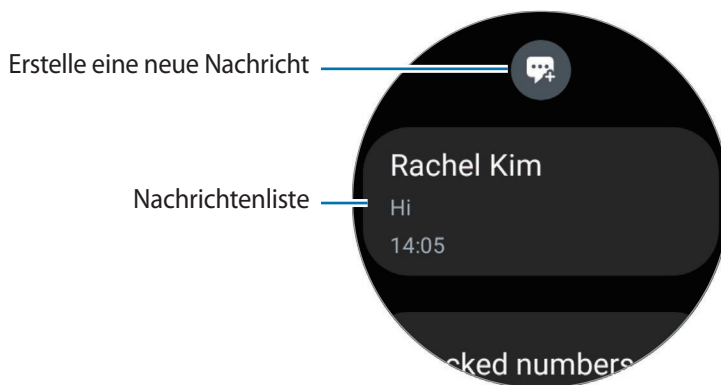 Erstelle eine neue Nachricht
Rachel Kim
Nachrichtenliste
Hi
14:05
cked numbers